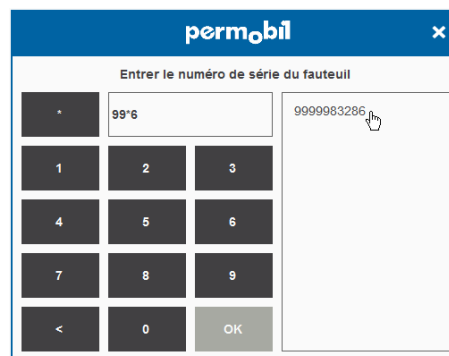 permobil
×
Entrer le numéro de série du fauteuil
* 99*6 9999983286
1 2 3
4 5 6
7 8 9
< 0 OK